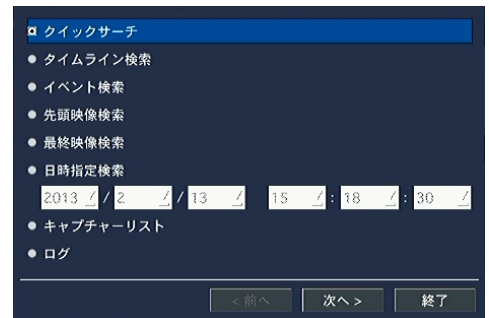 クイックサーチ
タイムライン検索
イベント検索
先頭映像検索
最終映像検索
日時指定検索
2013 / 2 / 13 15 : 18 : 30
キャプチャーリスト
ログ
<前へ 次へ> 終了